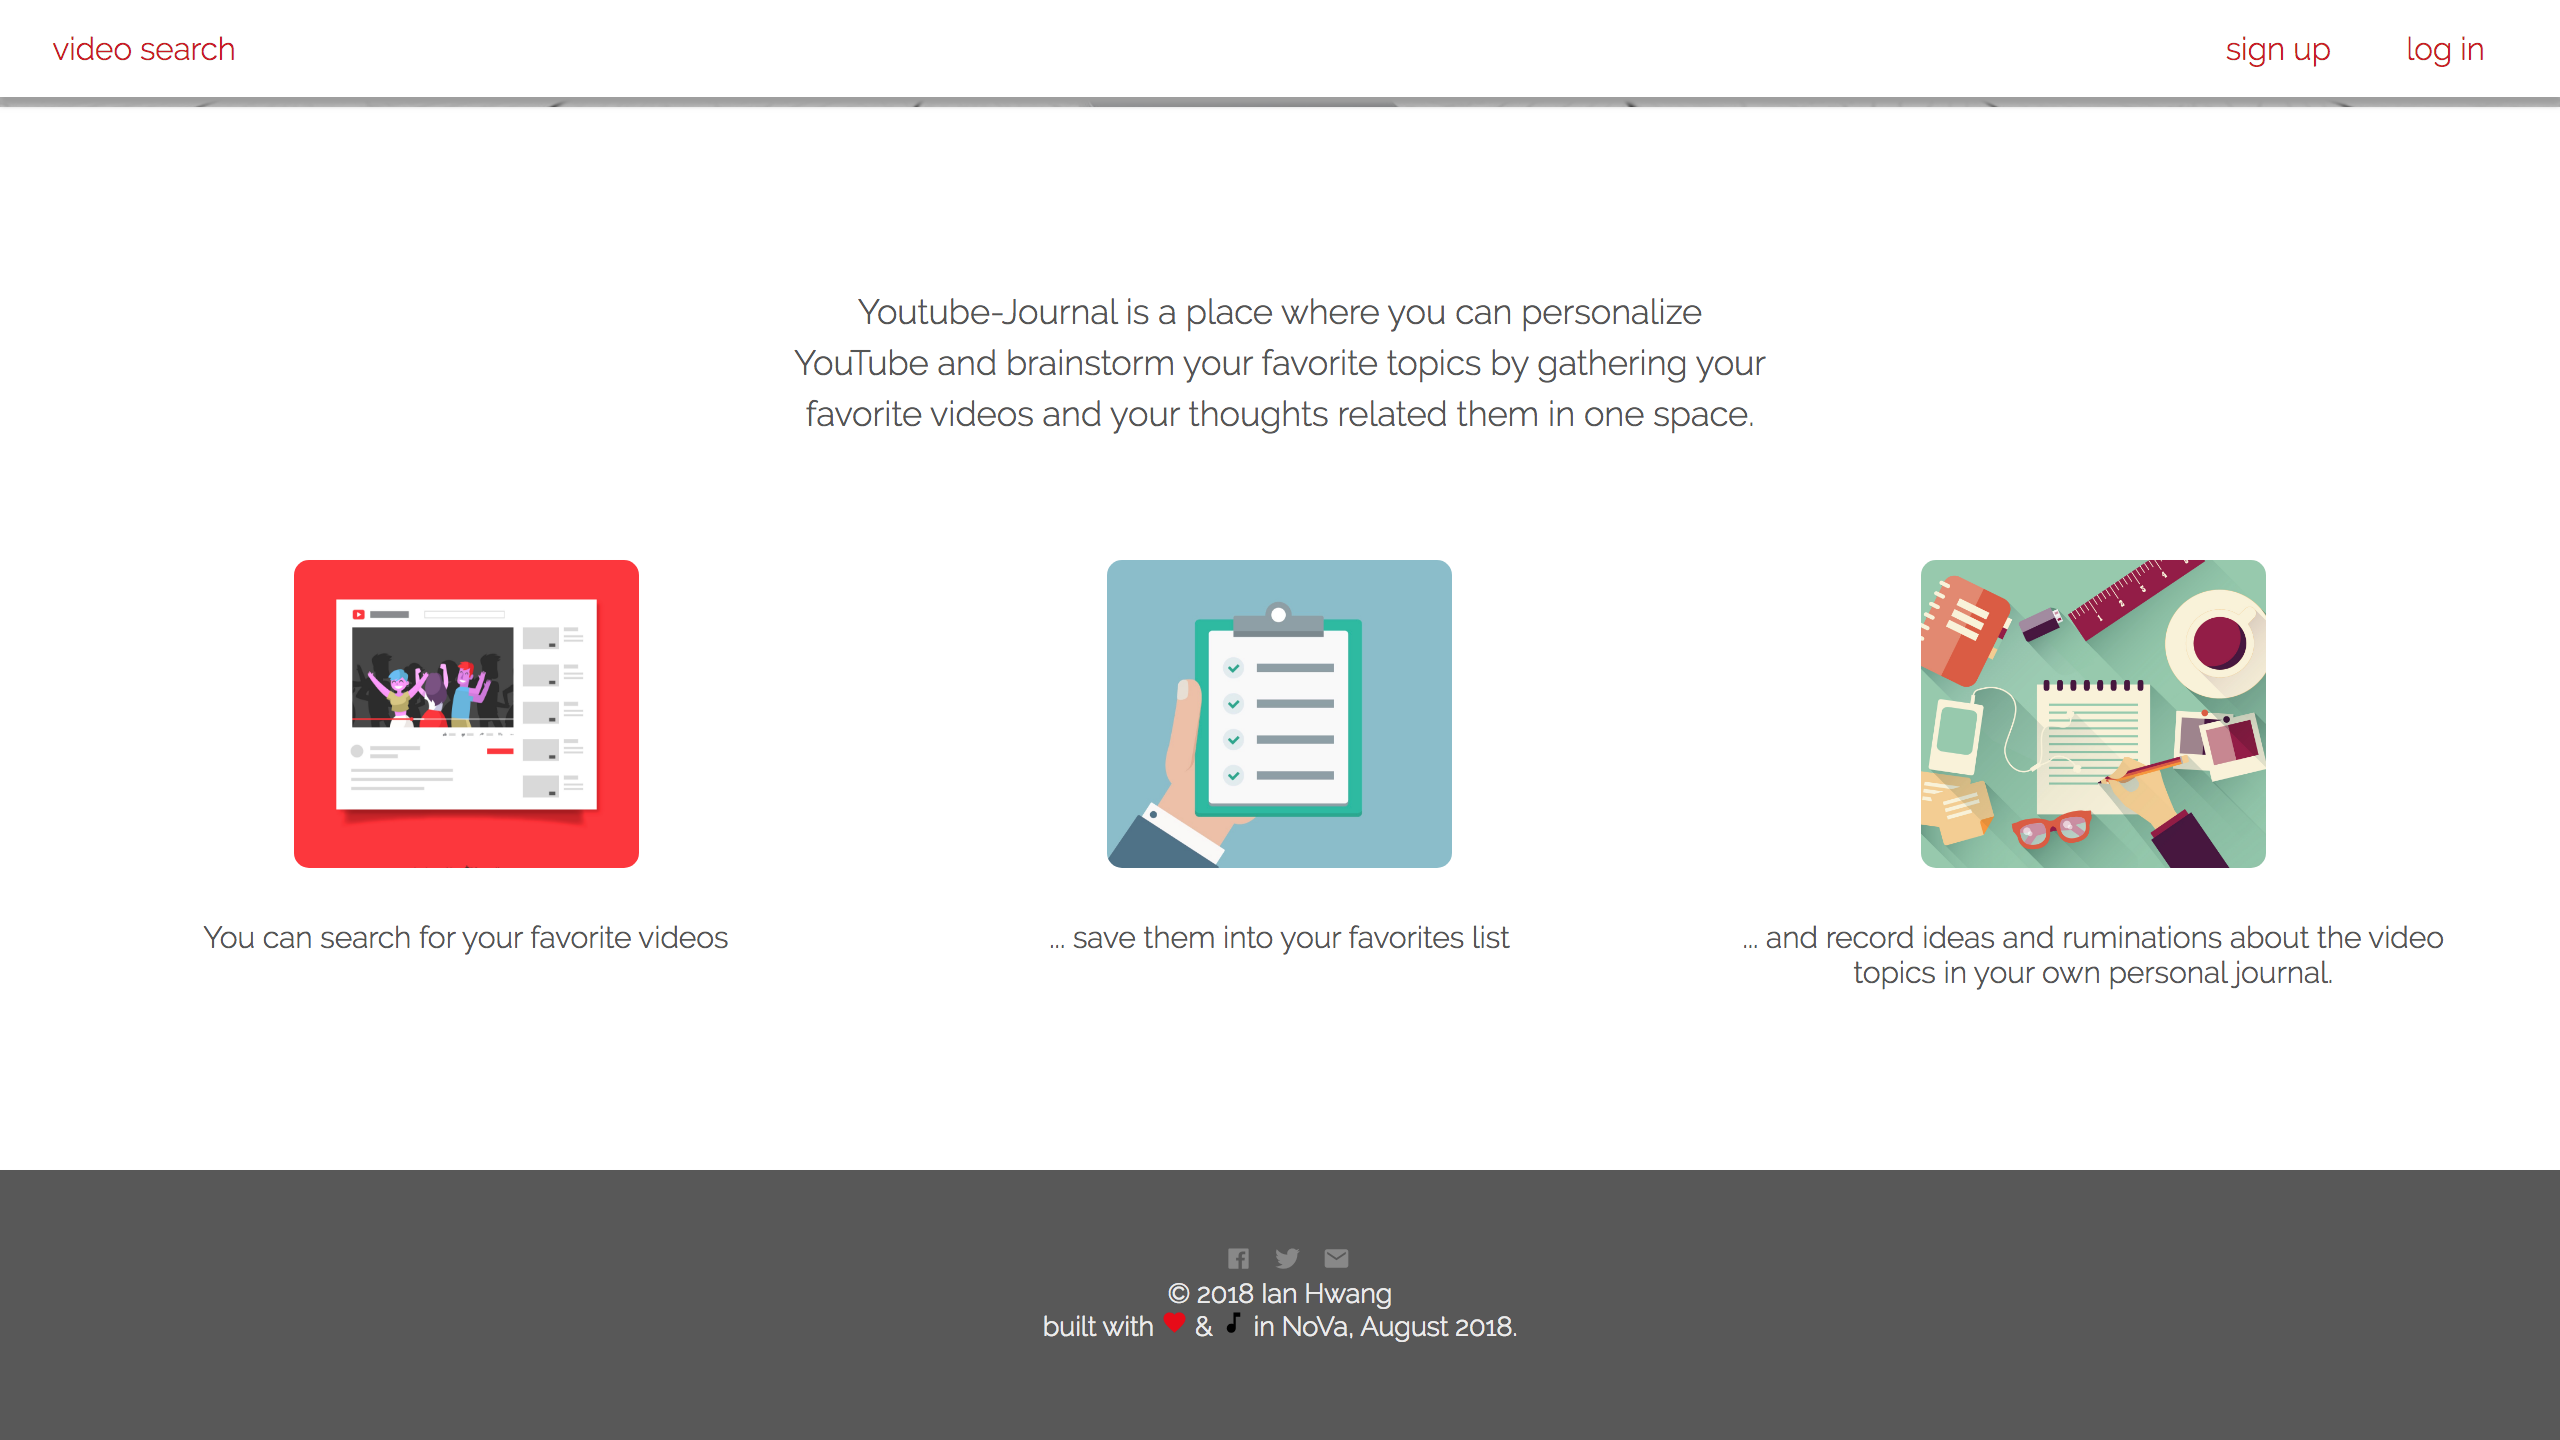 video search
sign up
log in
Youtube-Journal is a place where you can personalize
YouTube and brainstorm your favorite topics by gathering your
favorite videos and your thoughts related them in one space.
You can search for your favorite videos
... save them into your favorites list
... and record ideas and ruminations about the video
topics in your own personal journal.
© 2018 Ian Hwang
built with ❤ & ♪ in NoVa, August 2018.